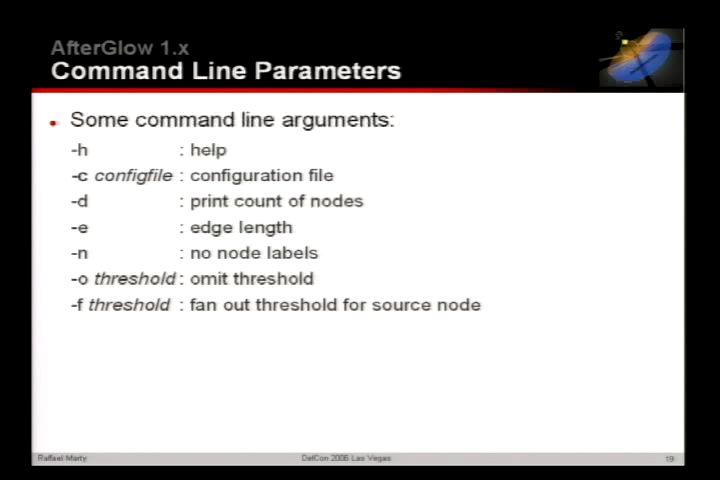 AfterGlow 1.x
Command Line Parameters
Some command line arguments:
-h : help
-c configfile : configuration file
-d : print count of nodes
-e : edge length
-n : no node labels
-o threshold : omit threshold
-f threshold : fan out threshold for source node
Raffael Marty DefCon 2006 Las Vegas 19